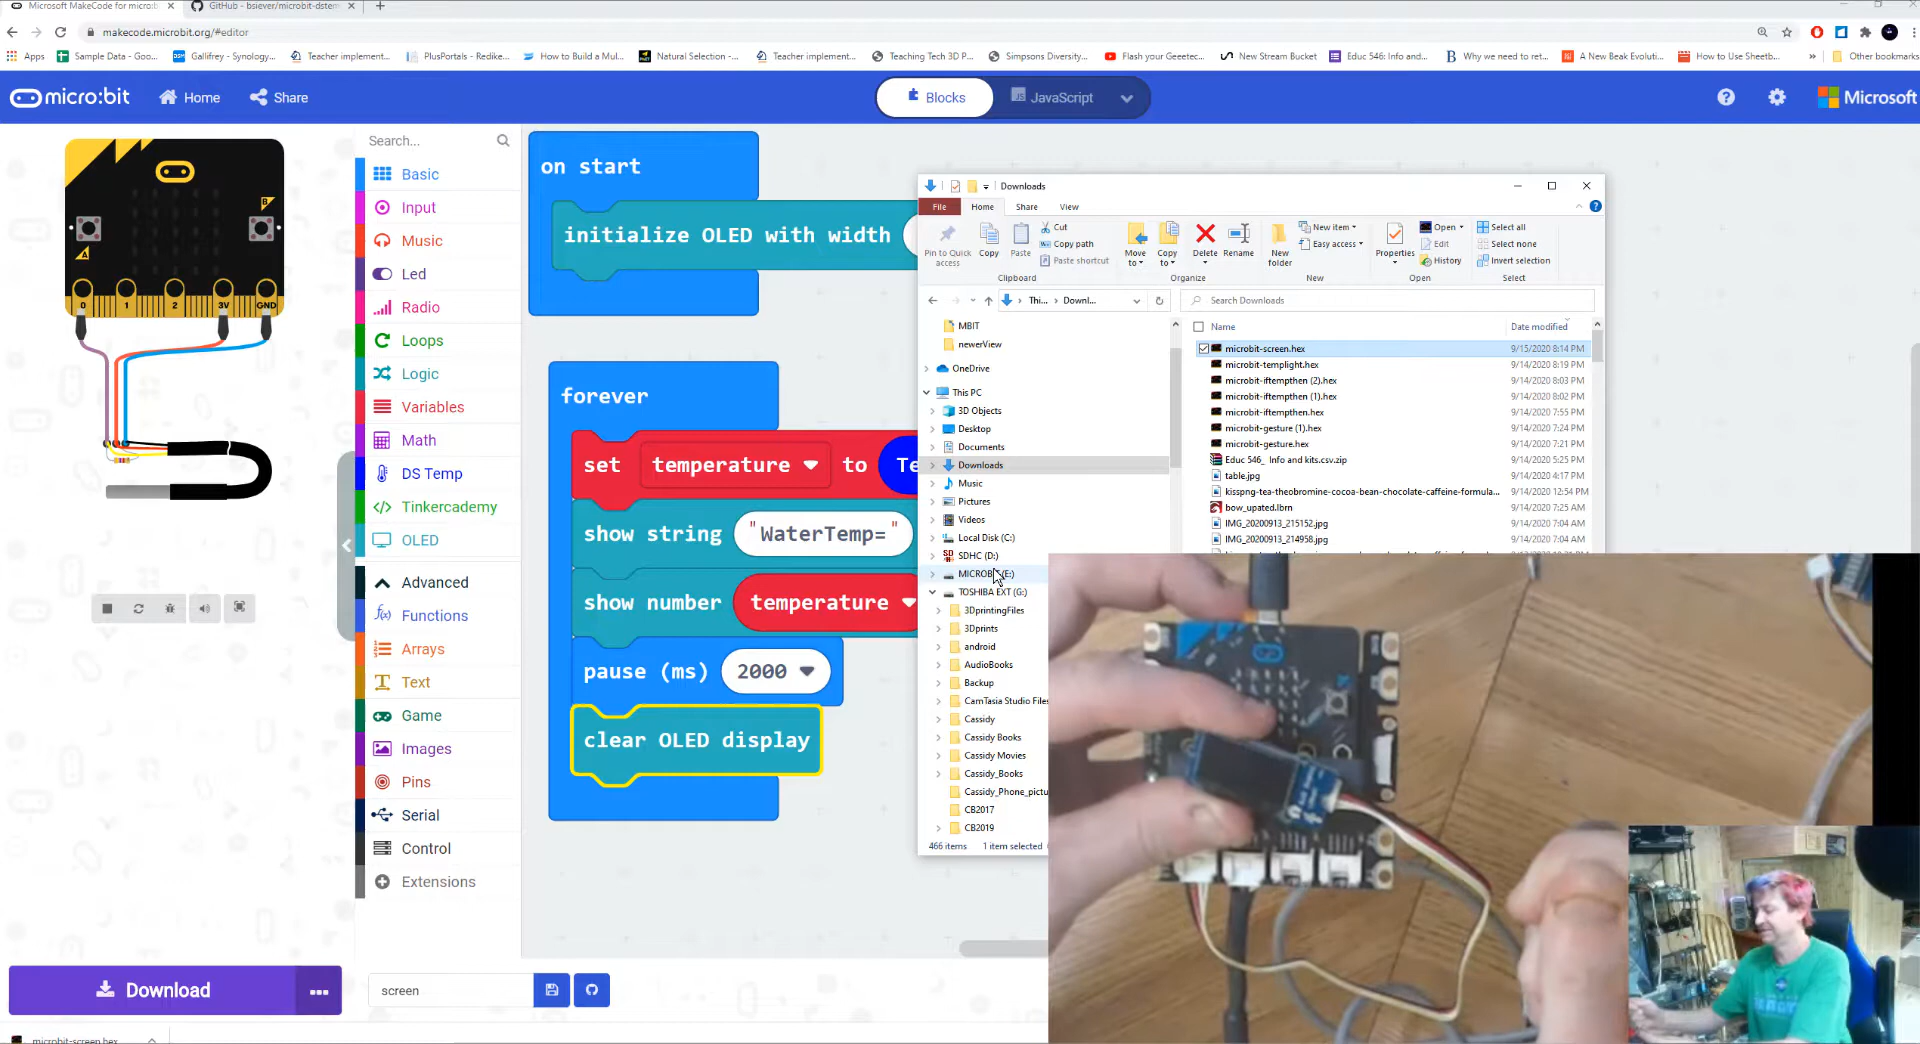 Microsoft MakeCode for micro:b
GitHub - bsiever/microbit-dstem
makecode.microbit.org/#editor
Apps
Sample Data - Goo...
Gallifrey - Synology...
Teacher implement...
PlusPortals - Redike...
How to Build a Mul...
Natural Selection -...
Teacher implement...
Teaching Tech 3D P...
Simpsons Diversity...
Flash your Geeetec...
New Stream Bucket
Educ 546: Info and...
Why we need to ret...
A New Beak Evoluti...
How to Use Sheetb...
Other bookmarks
micro:bit
Home
Share
Blocks
JavaScript
Microsoft
Search...
Basic
Input
Music
Led
Radio
Loops
Logic
Variables
Math
DS Temp
Tinkercademy
OLED
Advanced
Functions
Arrays
Text
Game
Images
Pins
Serial
Control
Extensions
A
B
0
1
2
3V
GND
on start
initialize OLED with width
forever
set temperature to Te
show string "WaterTemp="
show number temperature
pause (ms) 2000
clear OLED display
Downloads
File
Home
Share
View
Pin to Quick access
Copy
Paste
Cut
Copy path
Paste shortcut
Clipboard
Move to
Copy to
Delete
Rename
Organize
New folder
New item
Easy access
New
Properties
Open
Edit
History
Open
Select all
Select none
Invert selection
Select
Thi...
Downl...
Search Downloads
MBIT
newerView
OneDrive
This PC
3D Objects
Desktop
Documents
Downloads
Music
Pictures
Videos
Local Disk (C:)
SDHC (D:)
MICROBIT (E:)
TOSHIBA EXT (G:)
3DprintingFiles
3Dprints
android
AudioBooks
Backup
CamTasia Studio Files
Cassidy
Cassidy Books
Cassidy Movies
Cassidy_Books
Cassidy_Phone_pictu
CB2017
CB2019
466 items
1 item selected
Name
Date modified
microbit-screen.hex 9/15/2020 8:14 PM
microbit-templight.hex 9/14/2020 8:19 PM
microbit-iftempthen (2).hex 9/14/2020 8:03 PM
microbit-iftempthen (1).hex 9/14/2020 8:02 PM
microbit-iftempthen.hex 9/14/2020 7:55 PM
microbit-gesture (1).hex 9/14/2020 7:24 PM
microbit-gesture.hex 9/14/2020 7:21 PM
Educ 546_ Info and kits.csv.zip 9/14/2020 5:25 PM
table.jpg 9/14/2020 4:17 PM
kisspng-tea-theobromine-cocoa-bean-chocolate-caffeine-formula... 9/14/2020 12:54 PM
bow_upated.lbrn 9/14/2020 9:25 AM
IMG_20200913_215152.jpg 9/14/2020 7:04 AM
IMG_20200913_214958.jpg 9/14/2020 7:04 AM
Download
screen
microbit-screen.hex